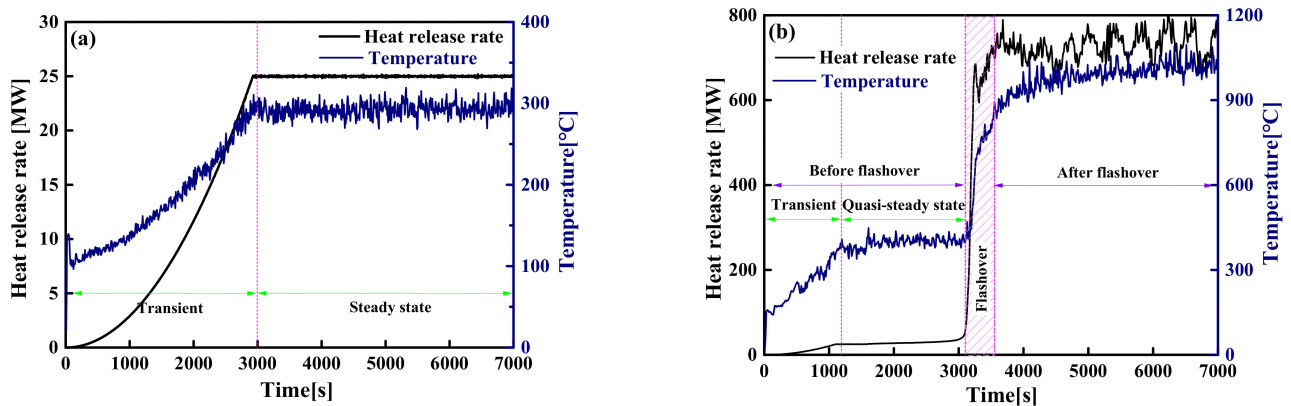 (a)
Heat release rate
Temperature
Transient
Steady state
30
25
20
15
10
5
0
Heat release rate [MW]
400
300
200
100
0
Temperature[°C]
0 1000 2000 3000 4000 5000 6000 7000
Time[s]
(b)
Heat release rate
Temperature
Before flashover
After flashover
Transient
Quasi-steady state
Flashover
800
600
400
200
0
Heat release rate [MW]
1200
900
600
300
0
Temperature[°C]
0 1000 2000 3000 4000 5000 6000 7000
Time[s]